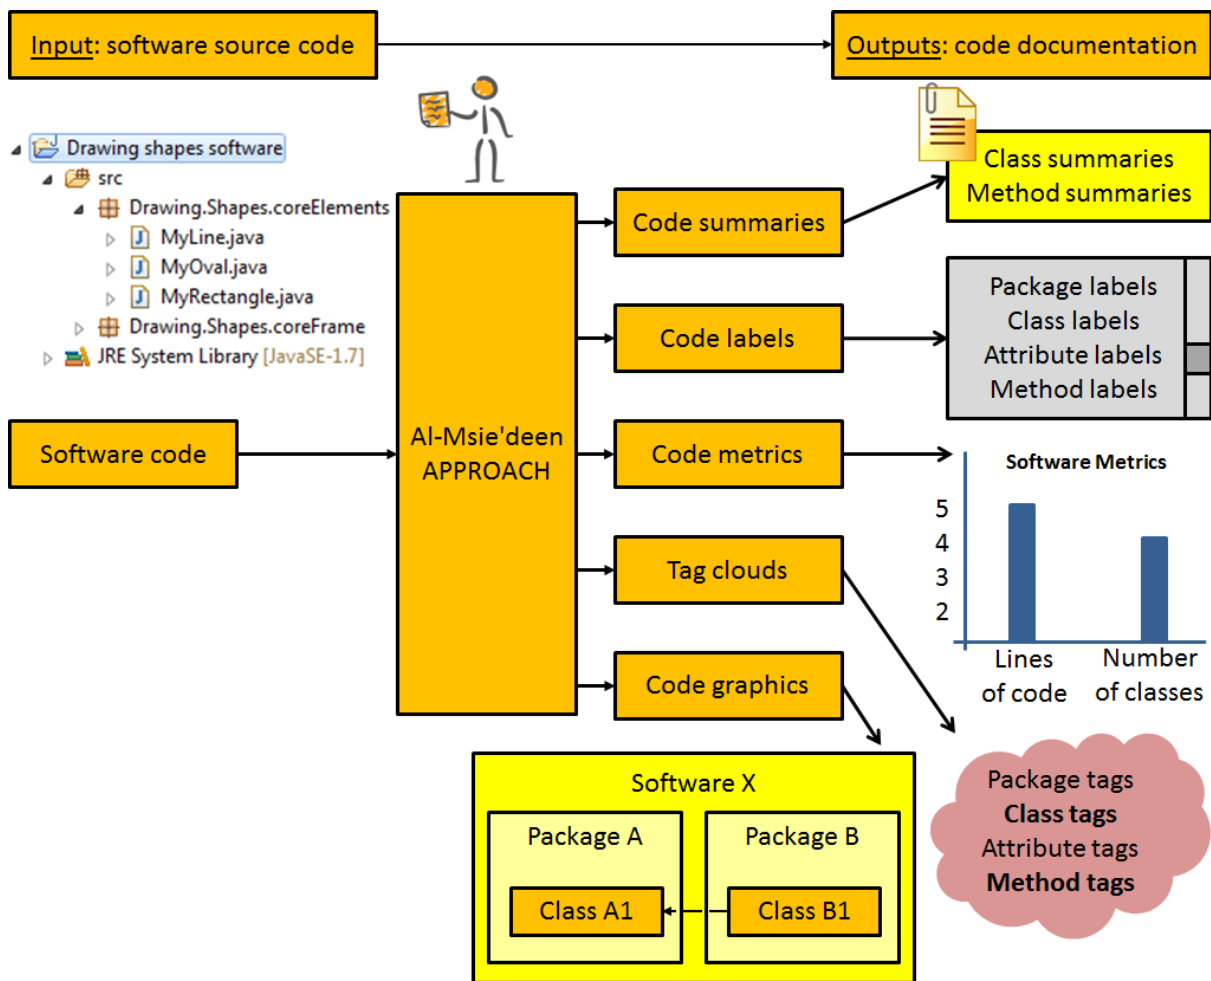 Input: software source code
Outputs: code documentation
Drawing shapes software
src
Drawing.Shapes.coreElements
MyLine.java
MyOval.java
MyRectangle.java
Drawing.Shapes.coreFrame
JRE System Library [JavaSE-1.7]
Software code
Al-Msie'deen
APPROACH
Code summaries
Code labels
Code metrics
Tag clouds
Code graphics
Class summaries
Method summaries
Package labels
Class labels
Attribute labels
Method labels
Software Metrics
5
4
3
2
Lines
of code
Number
of classes
Package tags
Class tags
Attribute tags
Method tags
Software X
Package A
Package B
Class A1
Class B1